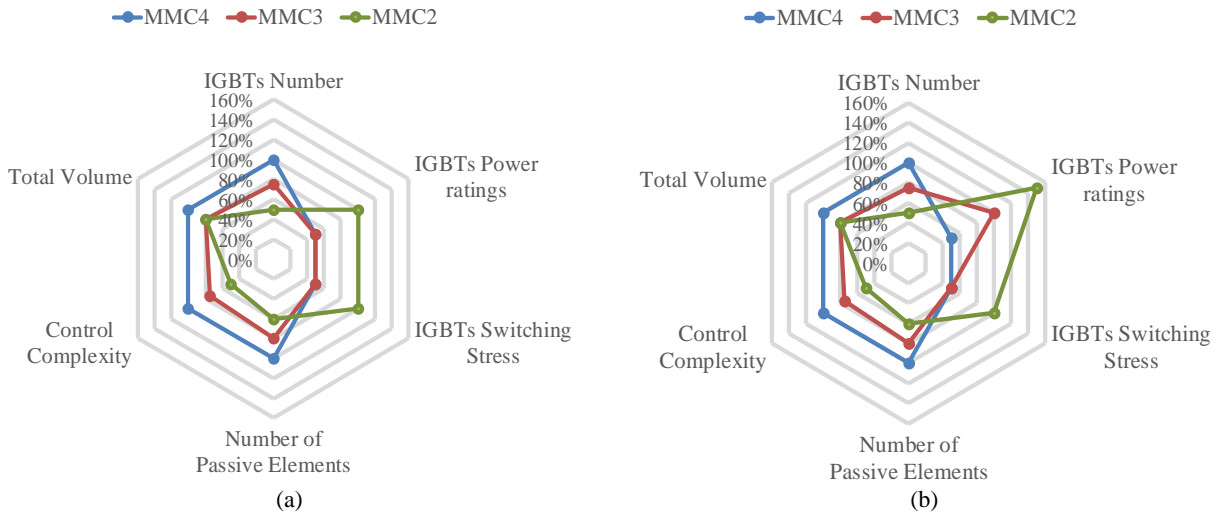 MMC4 MMC3 MMC2
IGBTs Number
160%
140%
120%
100%
80%
60%
40%
20%
0%
IGBTs Power
ratings
IGBTs Switching
Stress
Number of
Passive Elements
Control
Complexity
Total Volume
(a)
MMC4 MMC3 MMC2
IGBTs Number
160%
140%
120%
100%
80%
60%
40%
20%
0%
IGBTs Power
ratings
IGBTs Switching
Stress
Number of
Passive Elements
Control
Complexity
Total Volume
(b)